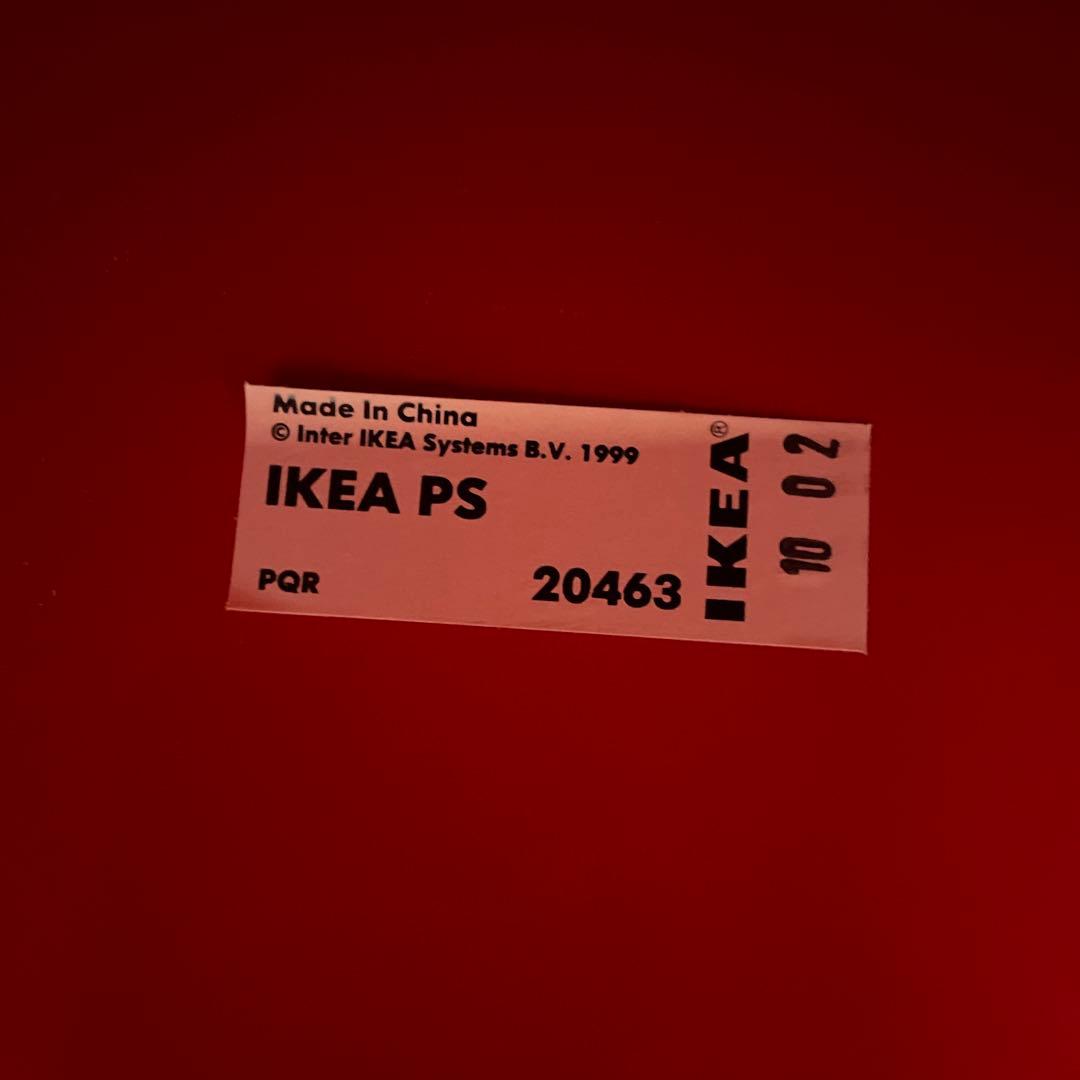 Made In China
© Inter IKEA Systems B.V. 1999
IKEA PS
PQR 20463
IKEA®
10 02